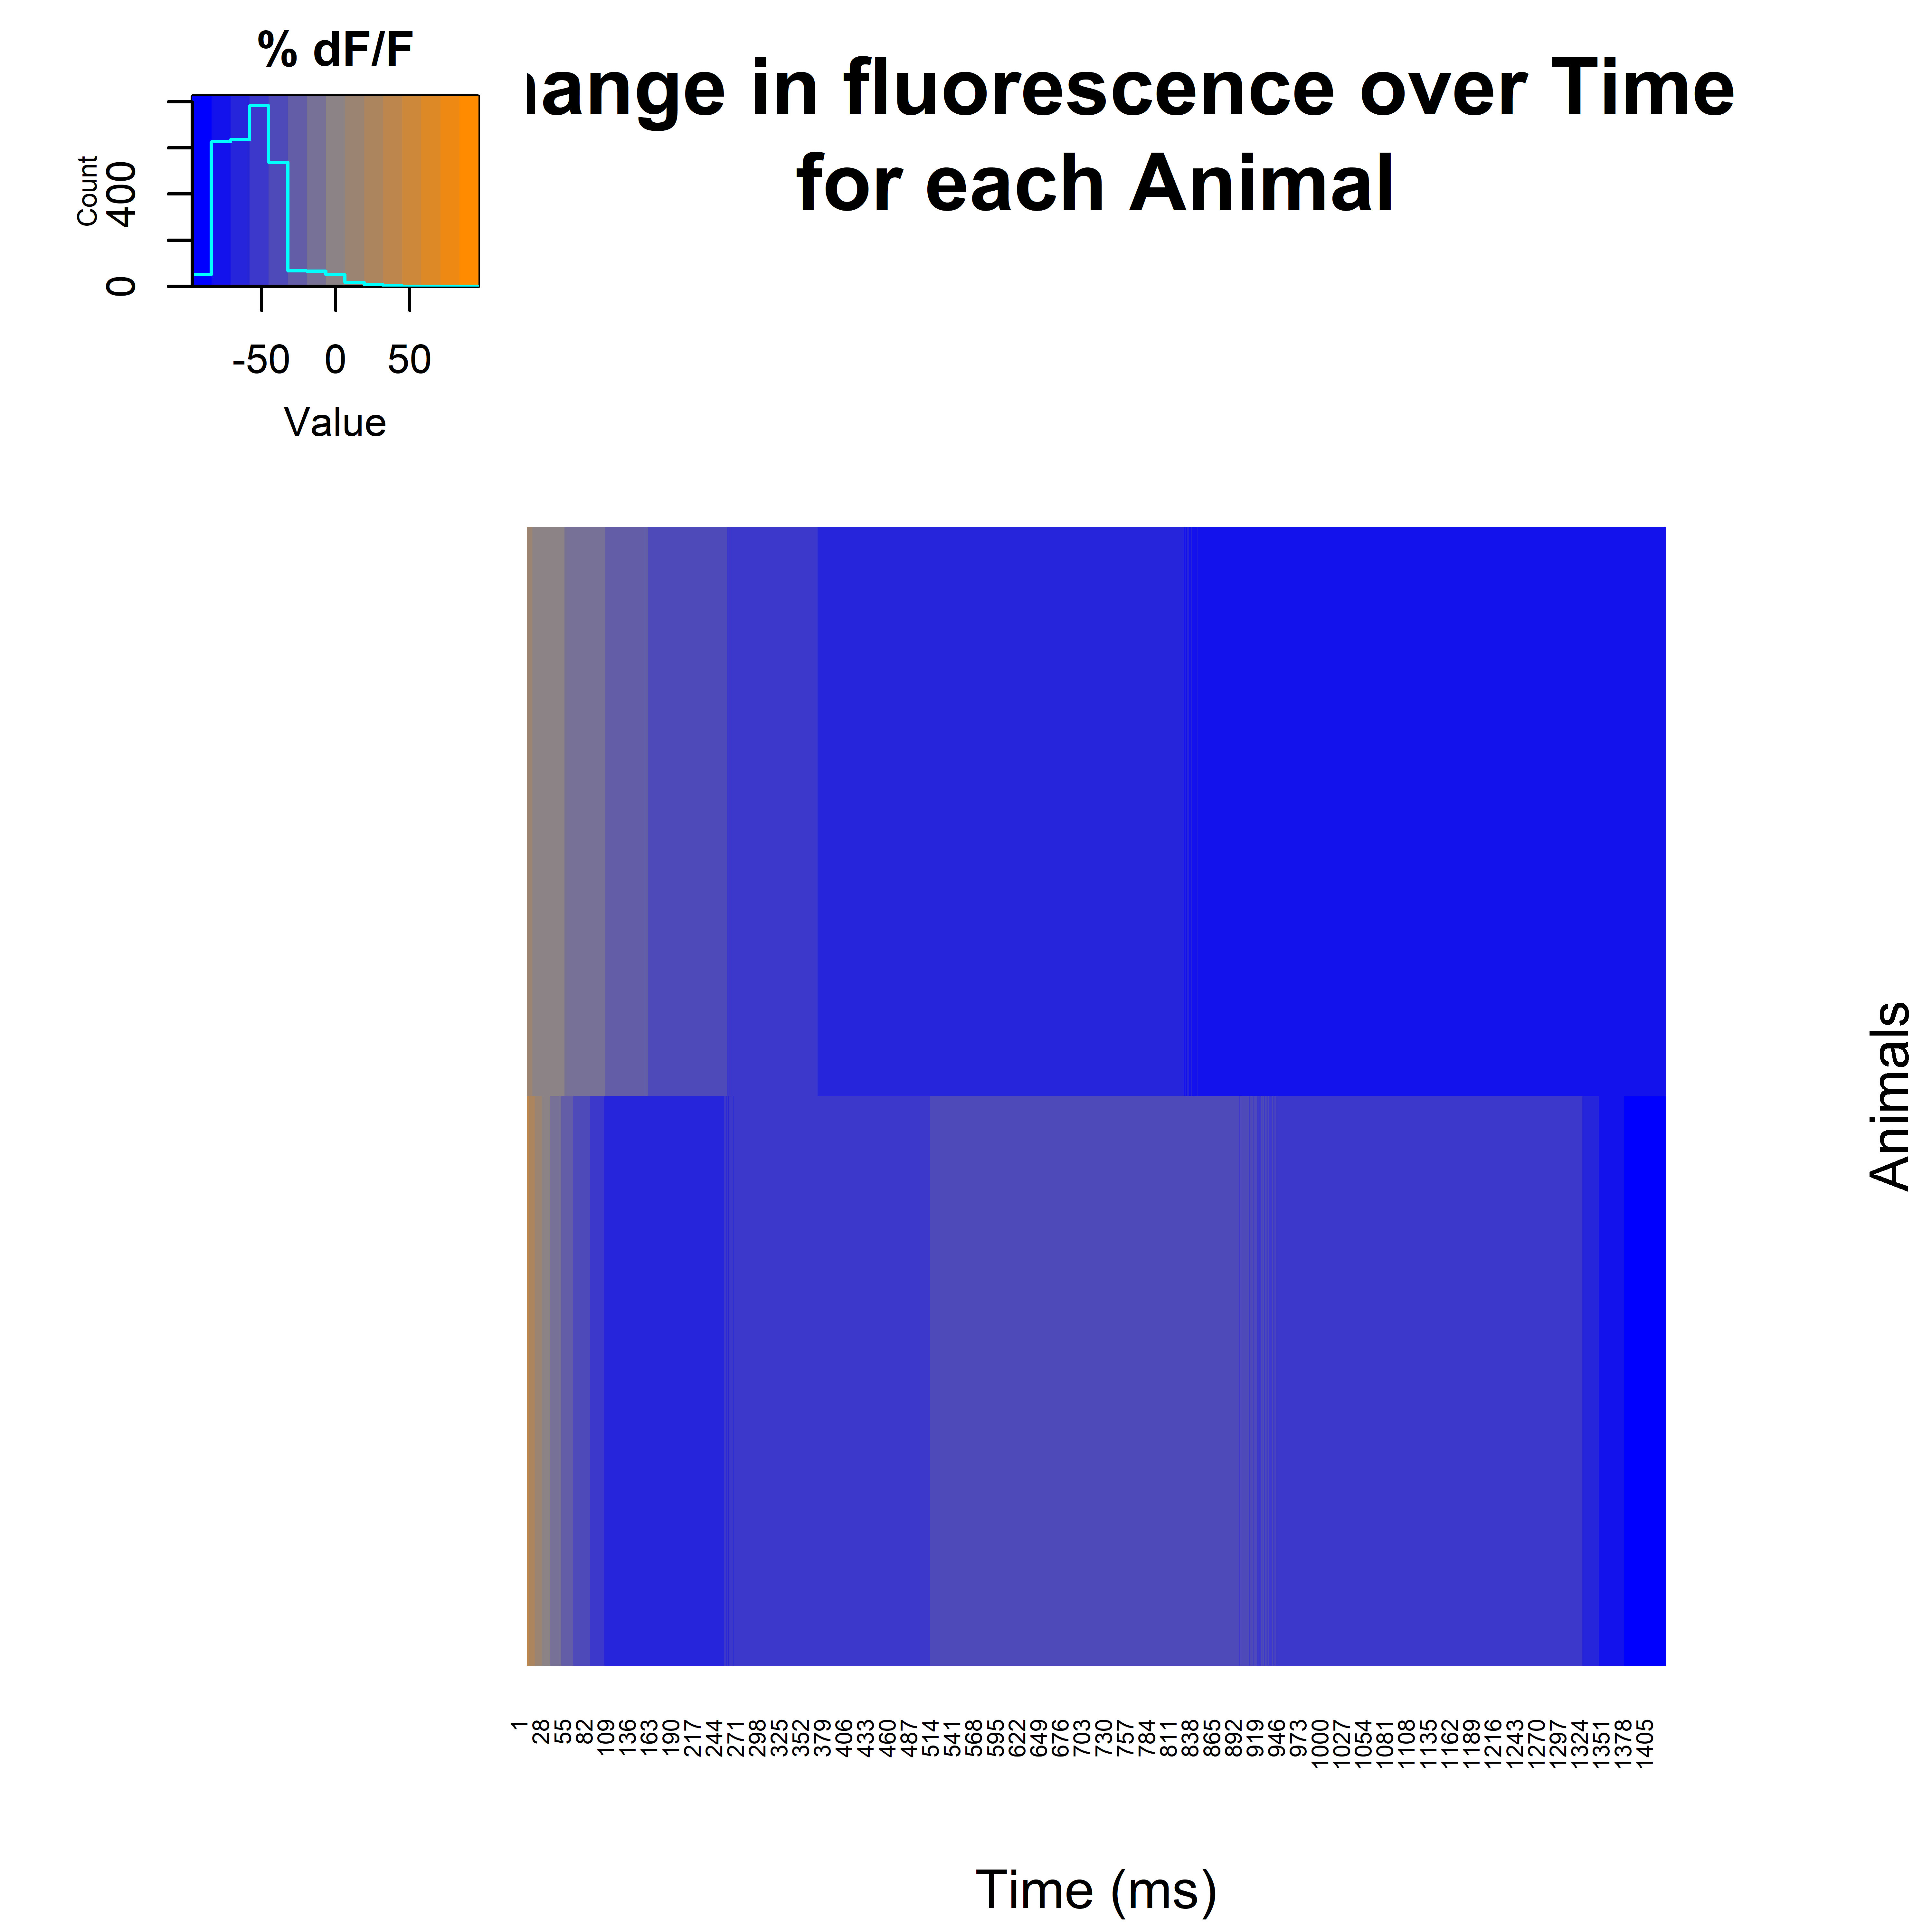 % dF/F
hange in fluorescence over Time
for each Animal
Count
0 400
-50 0 50
Value
Animals
1 28 55 82 109 136 163 190 217 244 271 298 325 352 379 406 433 460 487 514 541 568 595 622 649 676 703 730 757 784 811 838 865 892 919 946 973 1000 1027 1054 1081 1108 1135 1162 1189 1216 1243 1270 1297 1324 1351 1378 1405
Time (ms)